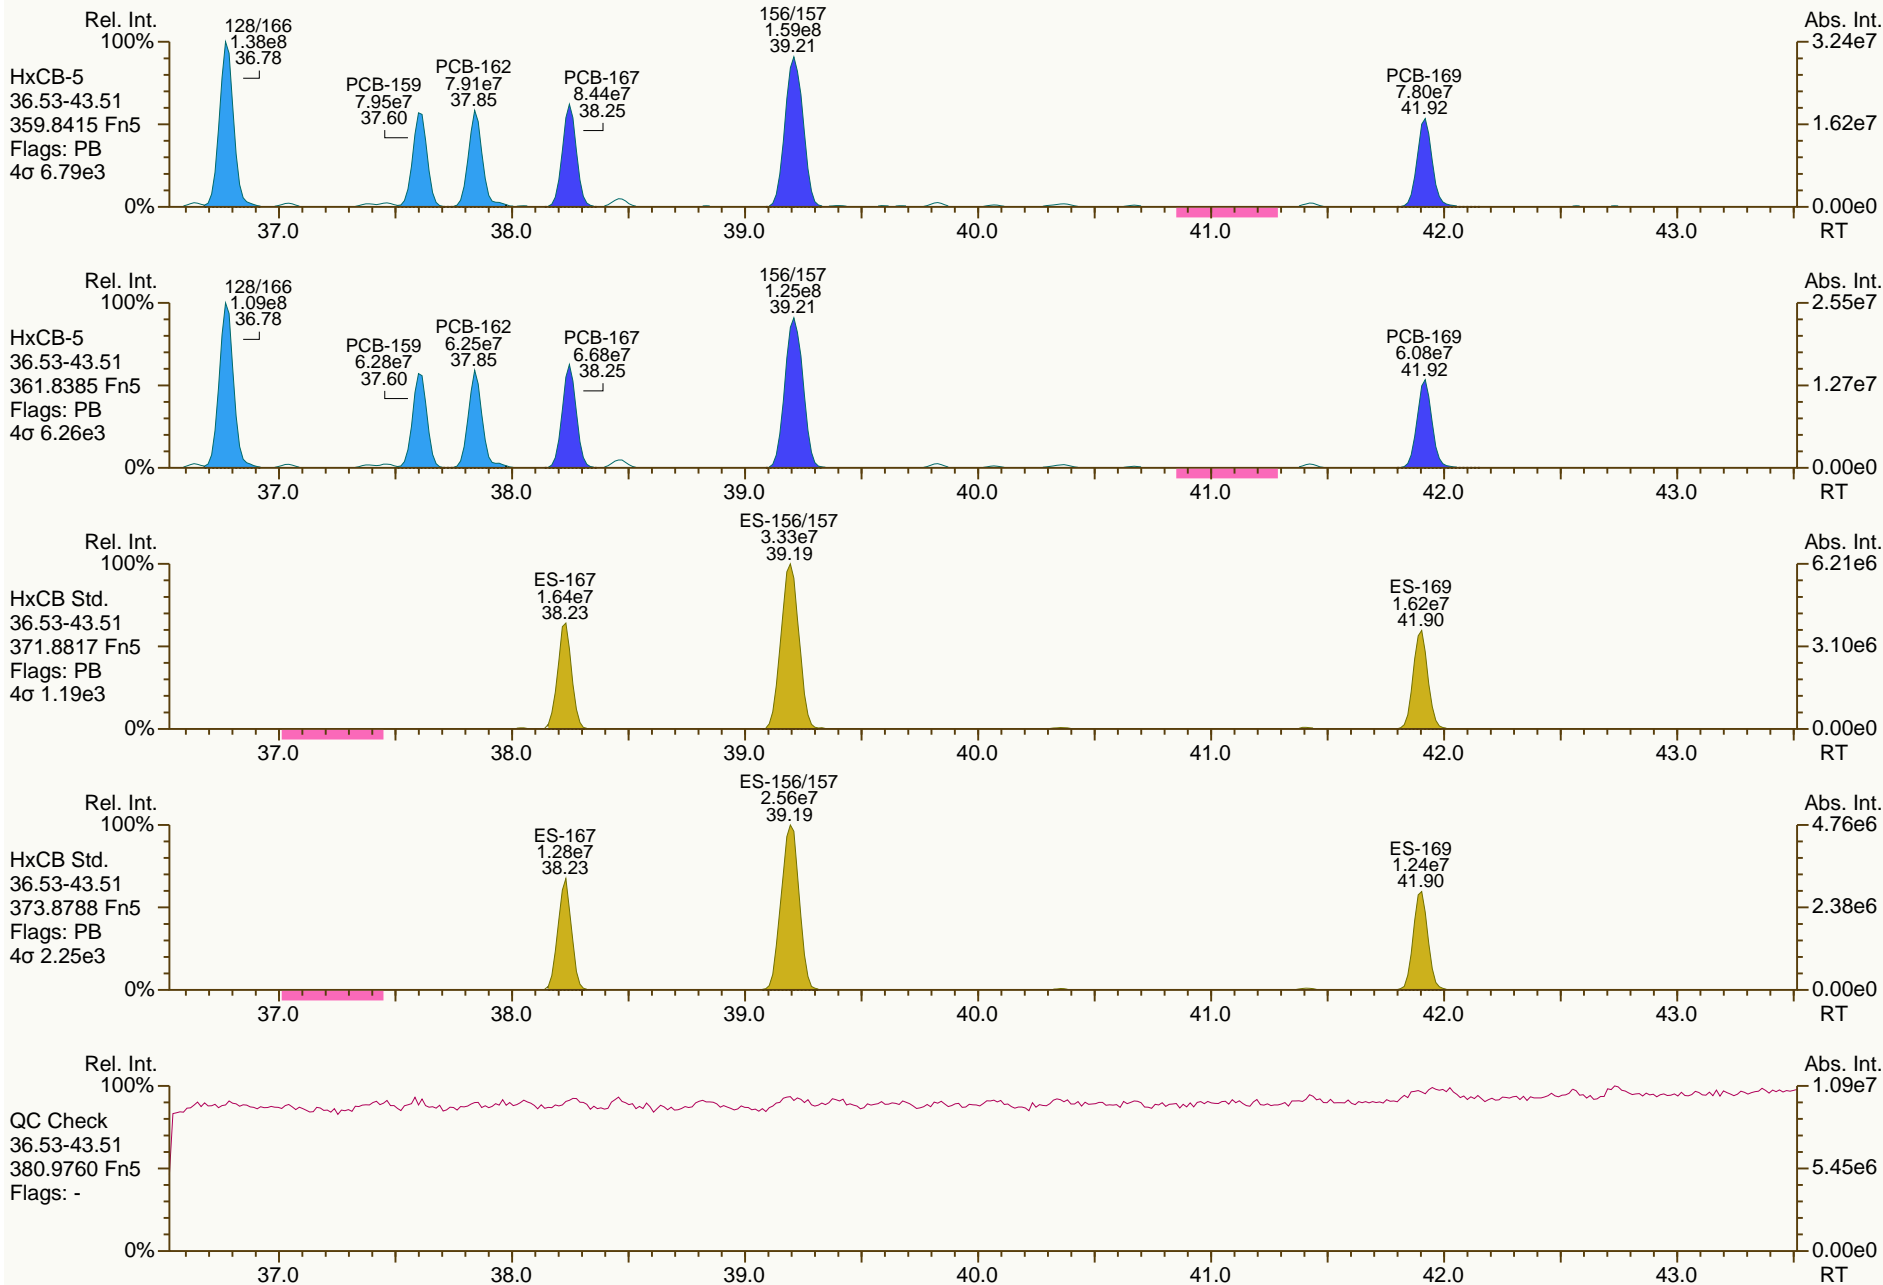 Rel. Int.
Abs. Int.
100%
3.24e7
5%
1.62e7
0%
0.00e0
HxCB-5
36.53-43.51
359.8415 Fn5
Flags: PB
4σ 6.79e3
128/166
1.38e8
36.78
PCB-159
7.95e7
37.60
PCB-162
7.91e7
37.85
PCB-167
8.44e7
38.25
156/157
1.59e8
39.21
PCB-169
7.80e7
41.92
37.0 38.0 39.0 40.0 41.0 42.0 43.0 RT
Rel. Int.
Abs. Int.
100%
2.55e7
1.27e7
0%
0.00e0
HxCB-5
36.53-43.51
361.8385 Fn5
Flags: PB
4σ 6.26e3
128/166
1.09e8
36.78
PCB-159
6.28e7
37.60
PCB-162
6.25e7
37.85
PCB-167
6.68e7
38.25
156/157
1.25e8
39.21
PCB-169
6.08e7
41.92
37.0 38.0 39.0 40.0 41.0 42.0 43.0 RT
Rel. Int.
Abs. Int.
100%
6.21e6
3.10e6
0%
0.00e0
HxCB Std.
36.53-43.51
371.8817 Fn5
Flags: PB
4σ 1.19e3
ES-167
1.64e7
38.23
ES-156/157
3.33e7
39.19
ES-169
1.62e7
41.90
37.0 38.0 39.0 40.0 41.0 42.0 43.0 RT
Rel. Int.
Abs. Int.
100%
4.76e6
2.38e6
0%
0.00e0
HxCB Std.
36.53-43.51
373.8788 Fn5
Flags: PB
4σ 2.25e3
ES-167
1.28e7
38.23
ES-156/157
2.56e7
39.19
ES-169
1.24e7
41.90
37.0 38.0 39.0 40.0 41.0 42.0 43.0 RT
Rel. Int.
Abs. Int.
100%
1.09e7
5.45e6
0%
0.00e0
QC Check
36.53-43.51
380.9760 Fn5
Flags: -
37.0 38.0 39.0 40.0 41.0 42.0 43.0 RT